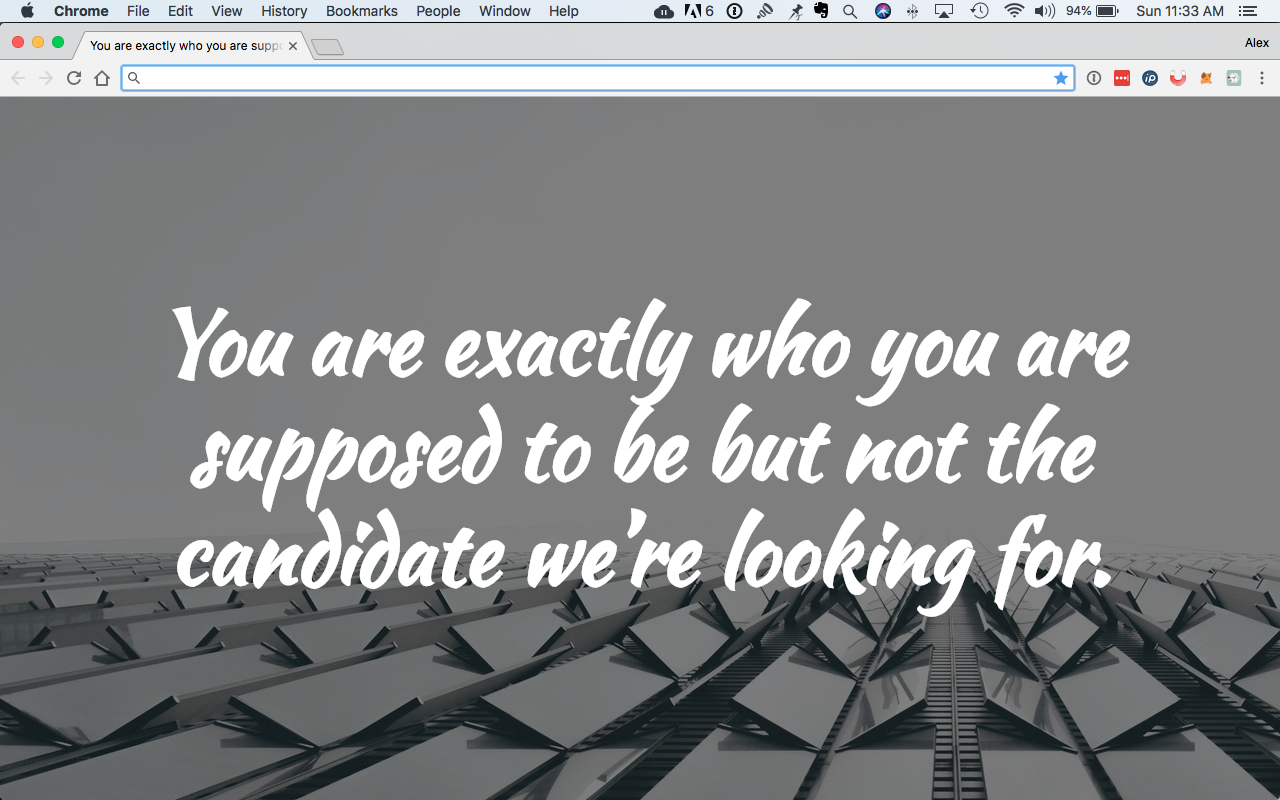 Chrome File Edit View History Bookmarks People Window Help 6 94% Sun 11:33 AM
You are exactly who you are supp Alex
You are exactly who you are
supposed to be but not the
candidate we're looking for.